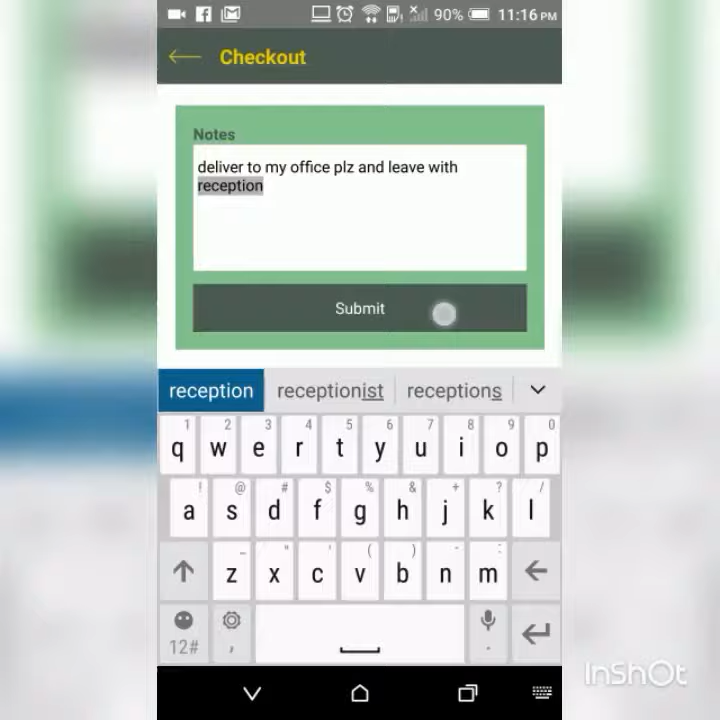 90% 11:16 PM
Checkout
Notes
deliver to my office plz and leave with
reception
Submit
reception receptionist receptions
1 2 3 4 5 6 7 8 9 0
q w e r t y u i o p
! @ # $ % & + ? /
a s d f g h j k l
_ " ' ( ) - :
z x c v b n m
12# , .
InShOt